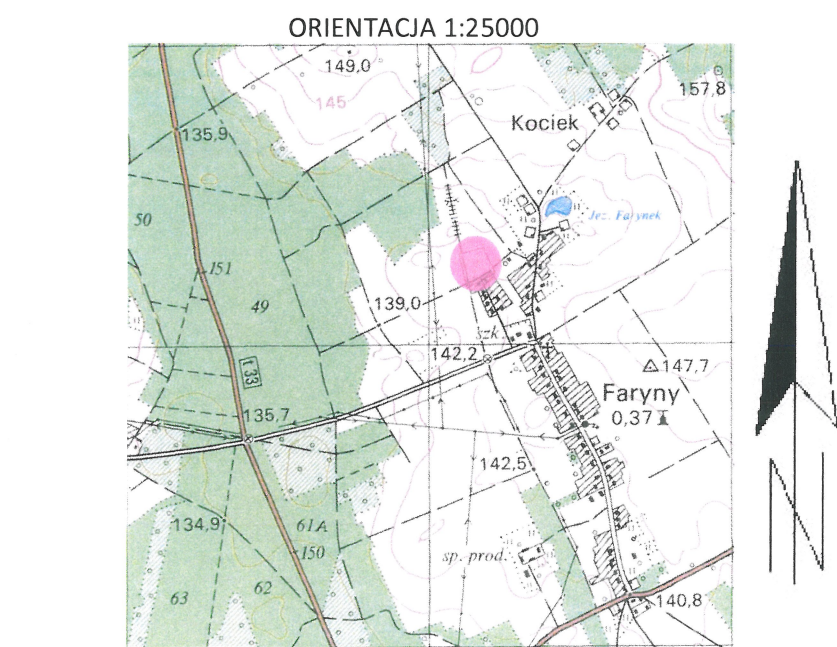 ORIENTACJA 1:25000
149,0
157,8
145
Kociek
135,9
50
Jez. Farynek
151
49
139,0
szk.
142,2
147,7
t 33
Faryny
0,37
135,7
142,5
134,9
61A
150
sp. prod.
62
63
140,8
N